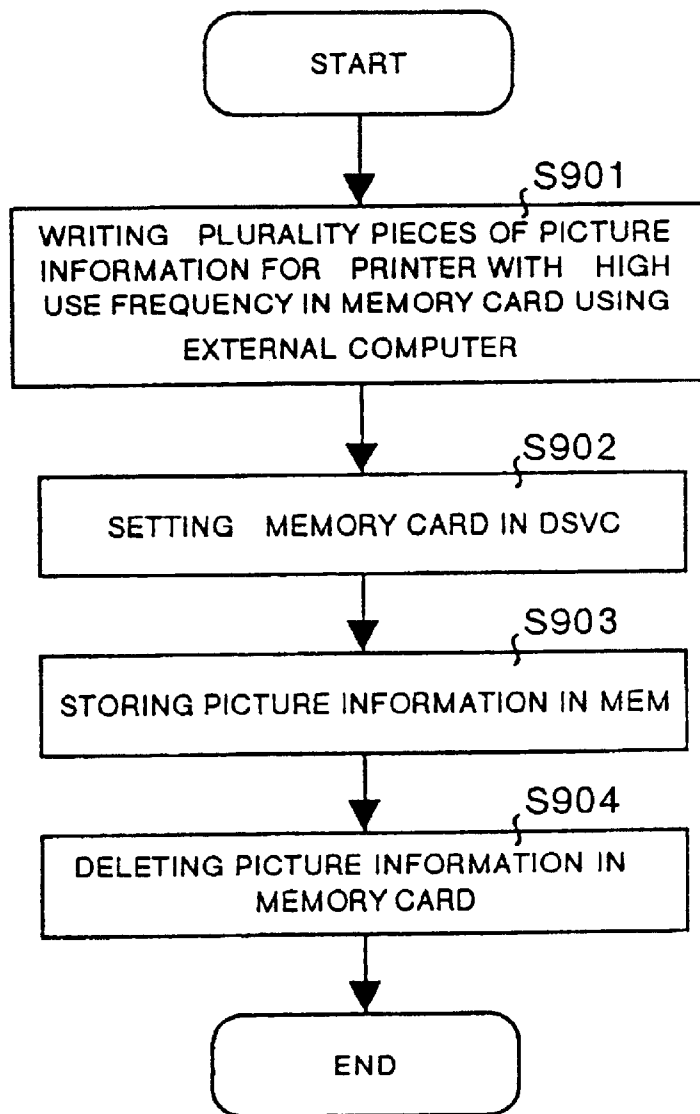 START
S901
WRITING PLURALITY PIECES OF PICTURE
INFORMATION FOR PRINTER WITH HIGH
USE FREQUENCY IN MEMORY CARD USING
EXTERNAL COMPUTER
S902
SETTING MEMORY CARD IN DSVC
S903
STORING PICTURE INFORMATION IN MEM
S904
DELETING PICTURE INFORMATION IN
MEMORY CARD
END